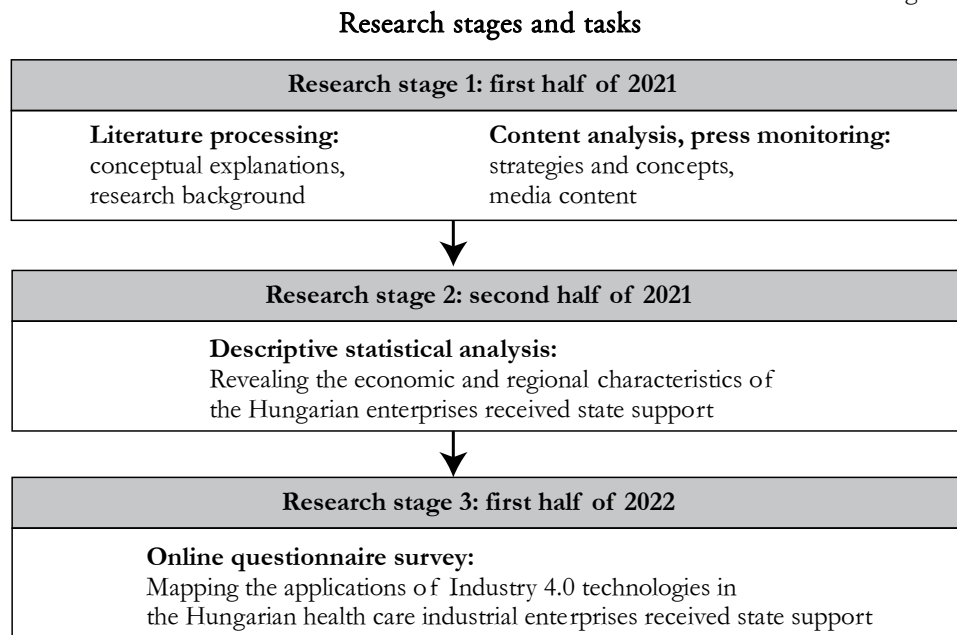 Research stages and tasks
Research stage 1: first half of 2021
Literature processing:
conceptual explanations,
research background
Content analysis, press monitoring:
strategies and concepts,
media content
Research stage 2: second half of 2021
Descriptive statistical analysis:
Revealing the economic and regional characteristics of
the Hungarian enterprises received state support
Research stage 3: first half of 2022
Online questionnaire survey:
Mapping the applications of Industry 4.0 technologies in
the Hungarian health care industrial enterprises received state support